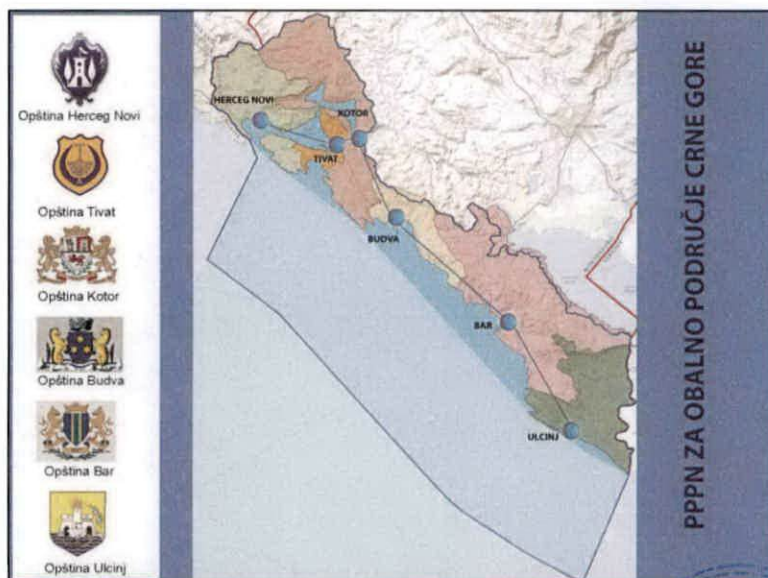 Opština Herceg Novi
Opština Tivat
Opština Kotor
Opština Budva
Opština Bar
Opština Ulcinj
HERCEG NOVI
KOTOR
TIVAT
BUDVA
BAR
ULCINJ
PPPN ZA OBALNO PODRUČJE CRNE GORE